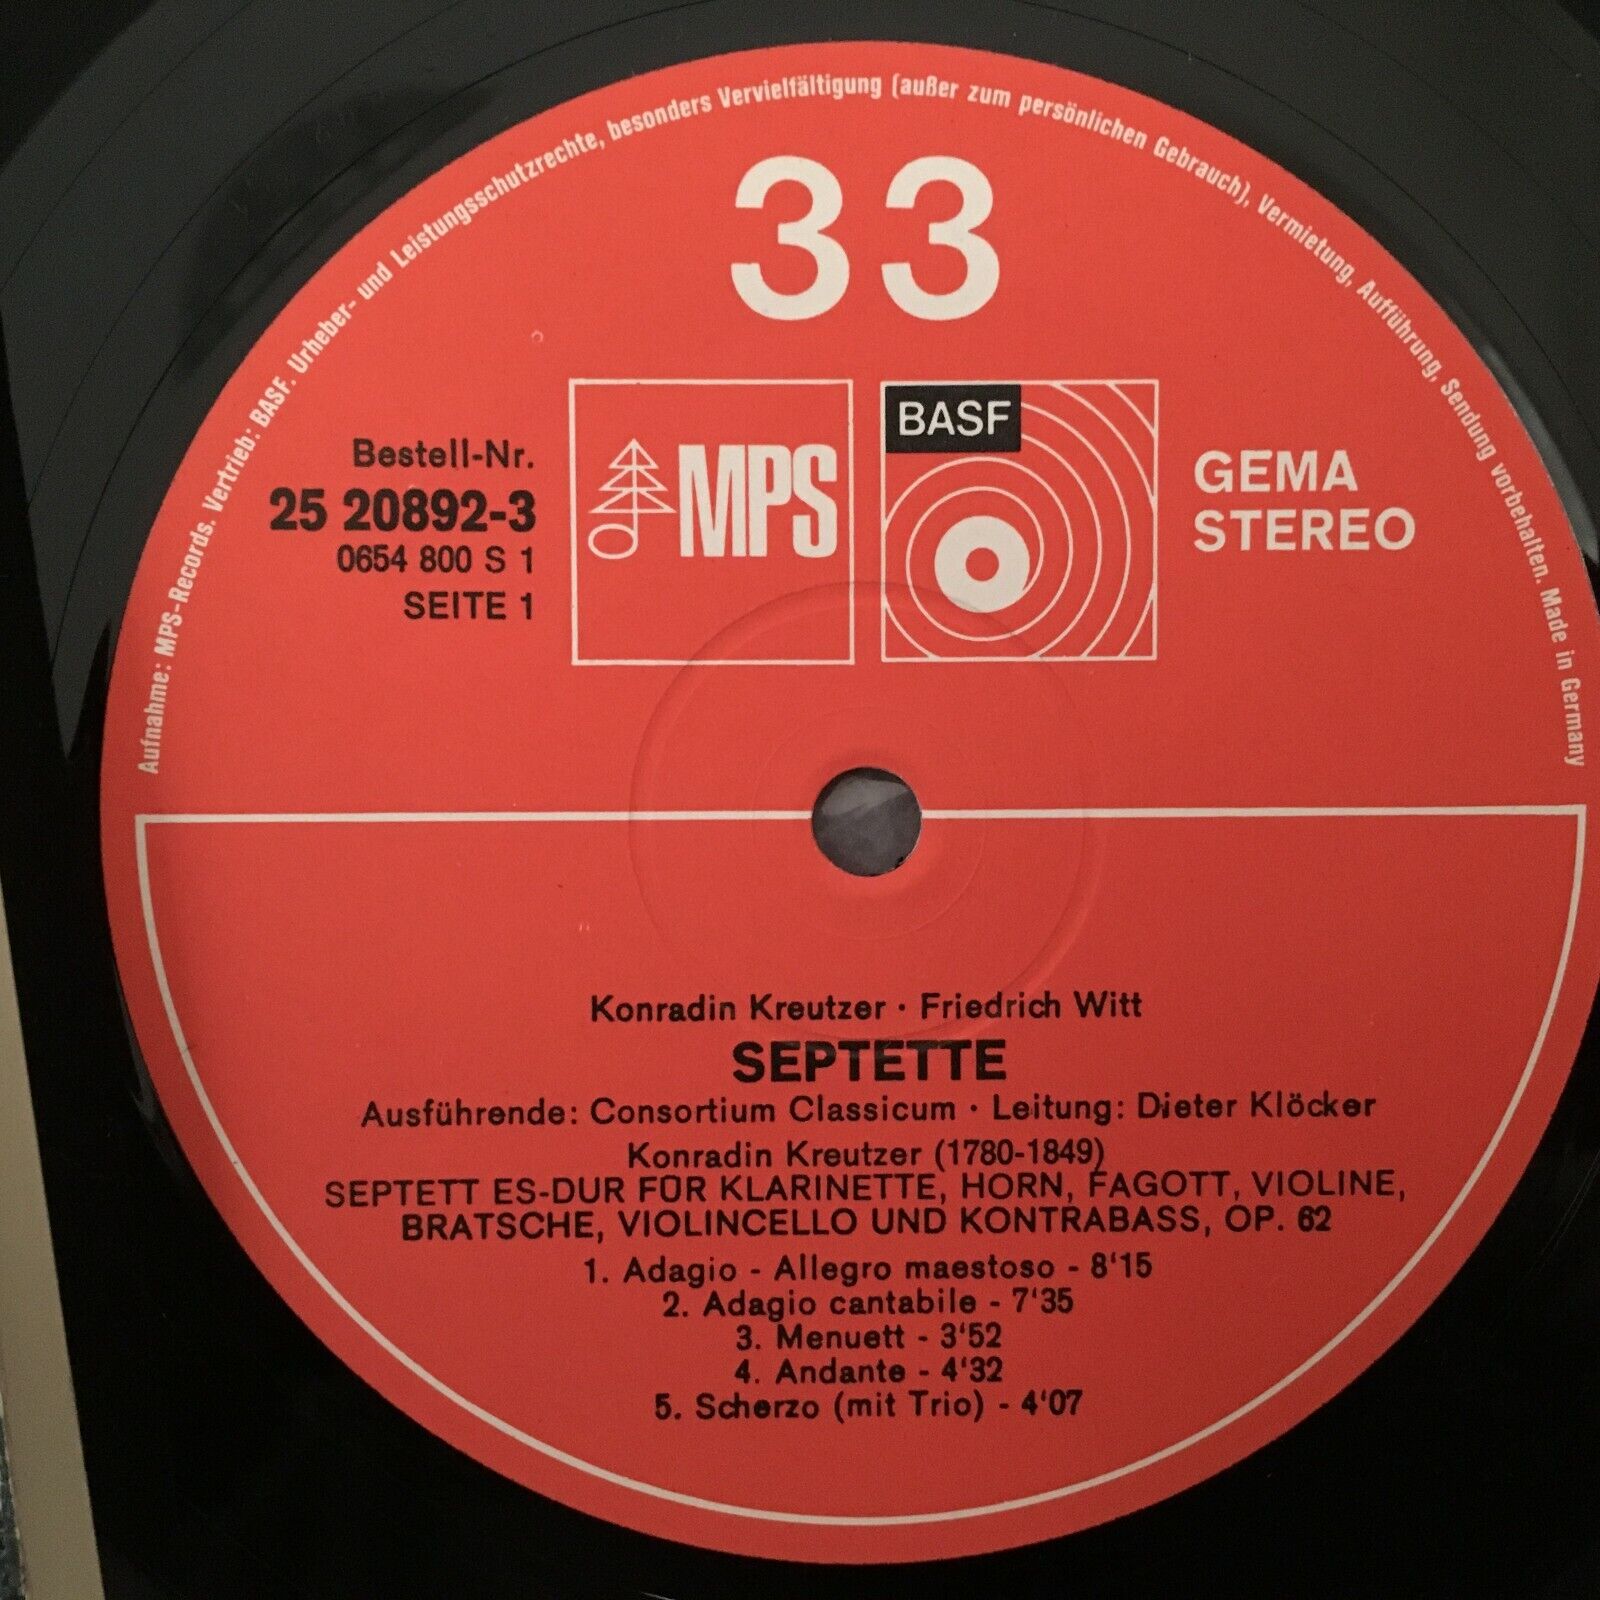 Aufnahme: MPS-Records. Vertrieb: BASF. Urheber- und Leistungsschutzrechte, besonders Vervielfältigung (außer zum persönlichen Gebrauch), Vermietung, Aufführung, Sendung vorbehalten. Made in Germany
33
Bestell-Nr.
25 20892-3
0654 800 S 1
SEITE 1
MPS
BASF
GEMA
STEREO
Konradin Kreutzer · Friedrich Witt
SEPTETTE
Ausführende: Consortium Classicum · Leitung: Dieter Klöcker
Konradin Kreutzer (1780-1849)
SEPTETT ES-DUR FÜR KLARINETTE, HORN, FAGOTT, VIOLINE,
BRATSCHE, VIOLINCELLO UND KONTRABASS, OP. 62
1. Adagio - Allegro maestoso - 8'15
2. Adagio cantabile - 7'35
3. Menuett - 3'52
4. Andante - 4'32
5. Scherzo (mit Trio) - 4'07